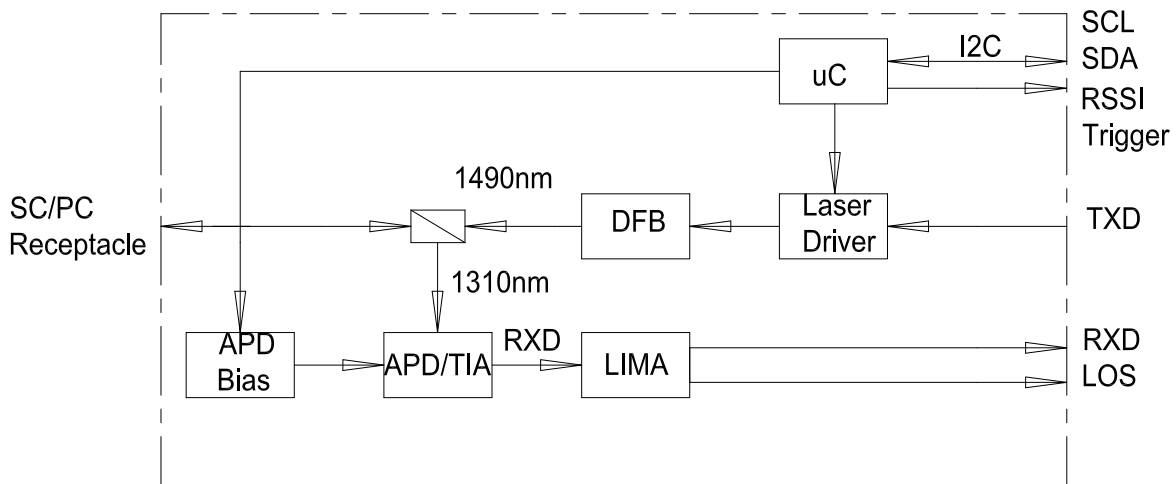 SCL
I2C
SDA
uC
RSSI
Trigger
1490nm
SC/PC
Receptacle
DFB
Laser
Driver
TXD
1310nm
APD
Bias
APD/TIA
RXD
LIMA
RXD
LOS